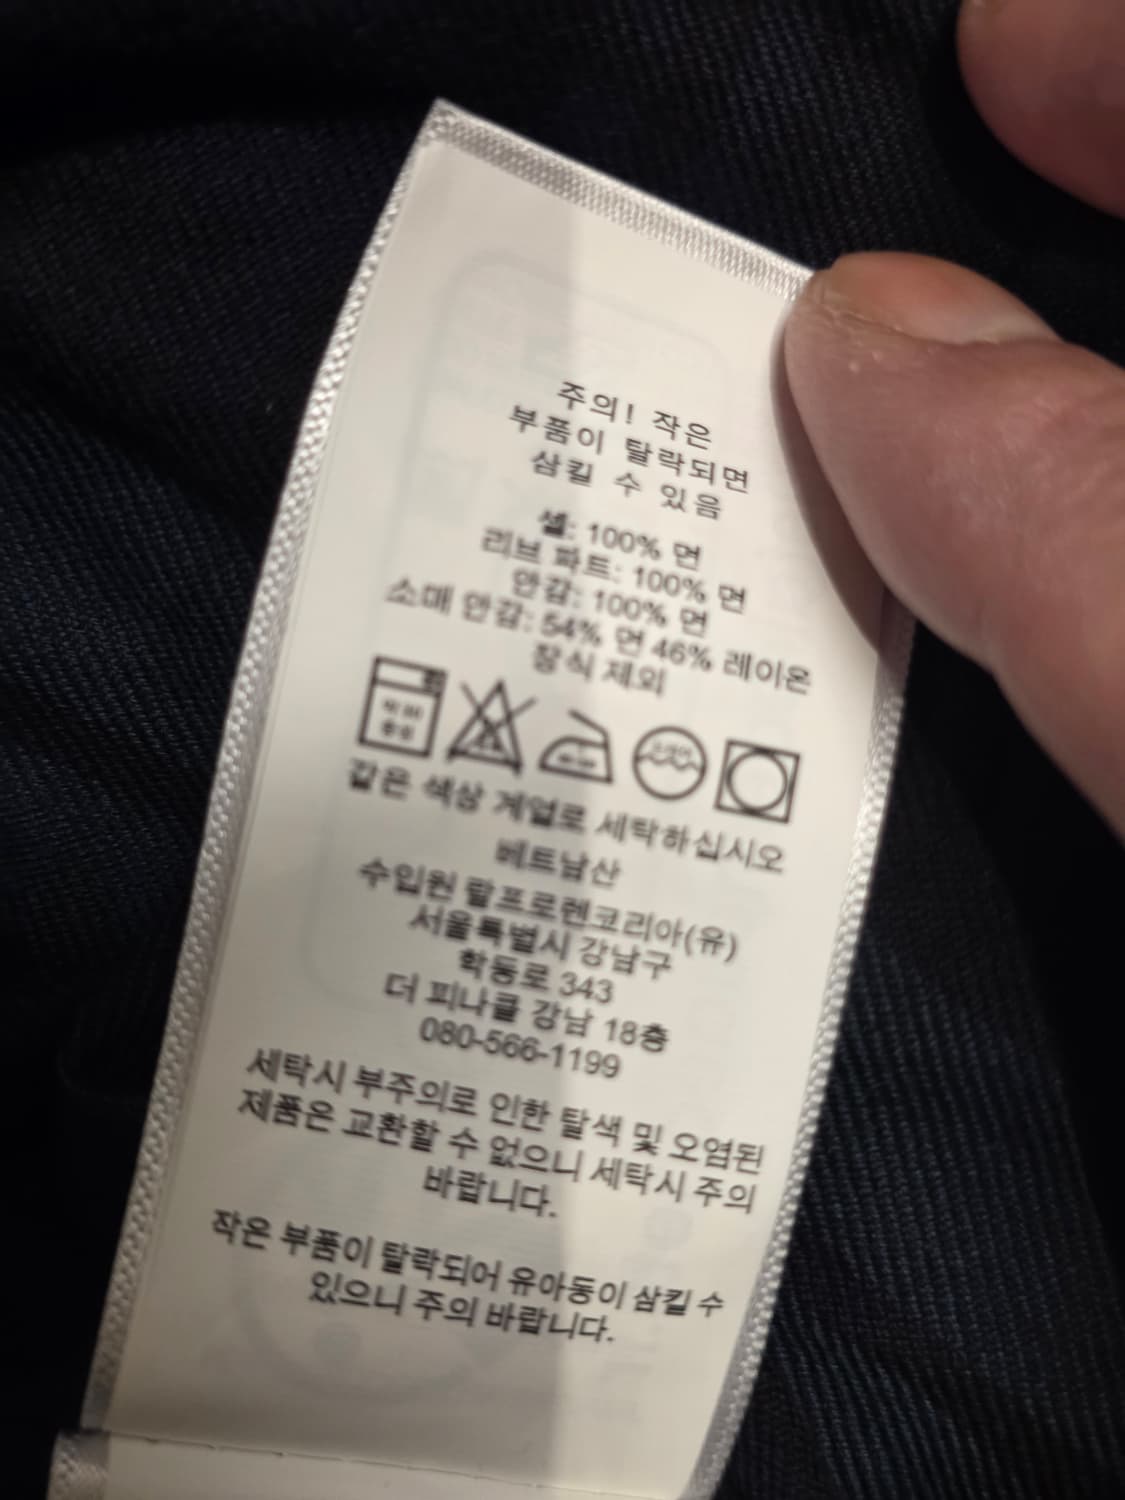 주의! 작은
부품이 탈락되면
삼킬 수 있음
셸: 100% 면
리브 파트: 100% 면
안감: 100% 면
소매 안감: 54% 면 46% 레이온
장식 제외
같은 색상 계열로 세탁하십시오
베트남산
수입원 랄프로렌코리아(유)
서울특별시 강남구
학동로 343
더 피나클 강남 18층
080-566-1199
세탁시 부주의로 인한 탈색 및 오염된
제품은 교환할 수 없으니 세탁시 주의
바랍니다.
작은 부품이 탈락되어 유아동이 삼킬 수
있으니 주의 바랍니다.